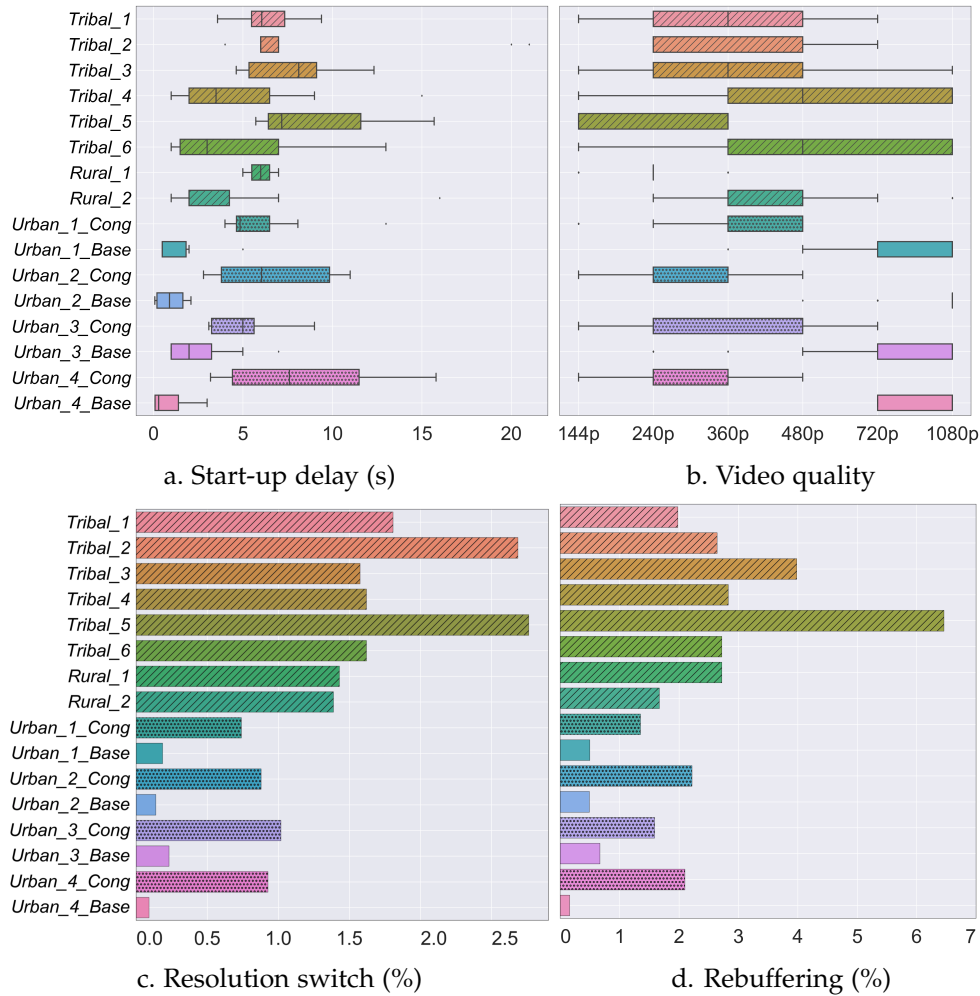 Tribal_1
Tribal_2
Tribal_3
Tribal_4
Tribal_5
Tribal_6
Rural_1
Rural_2
Urban_1_Cong
Urban_1_Base
Urban_2_Cong
Urban_2_Base
Urban_3_Cong
Urban_3_Base
Urban_4_Cong
Urban_4_Base
0 5 10 15 20
144p 240p 360p 480p 720p 1080p
a. Start-up delay (s)
b. Video quality
Tribal_1
Tribal_2
Tribal_3
Tribal_4
Tribal_5
Tribal_6
Rural_1
Rural_2
Urban_1_Cong
Urban_1_Base
Urban_2_Cong
Urban_2_Base
Urban_3_Cong
Urban_3_Base
Urban_4_Cong
Urban_4_Base
0.0 0.5 1.0 1.5 2.0 2.5
0 1 2 3 4 5 6 7
c. Resolution switch (%)
d. Rebuffering (%)